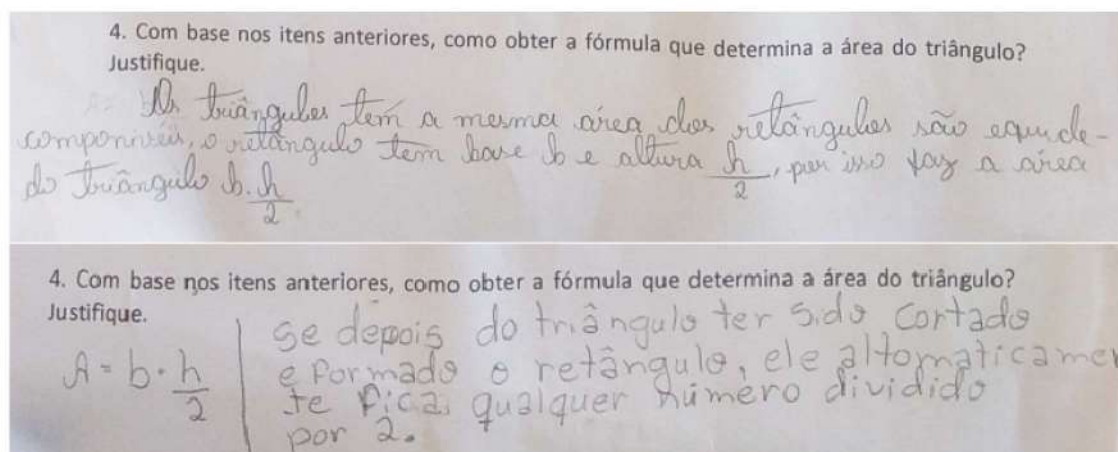 4. Com base nos itens anteriores, como obter a fórmula que determina a área do triângulo?
Justifique.
Os triângulos tem a mesma área dos retângulos são equide-
componíveis, o retângulo tem base b e altura h/2, por isso faz a área
do triângulo b.h/2
4. Com base nos itens anteriores, como obter a fórmula que determina a área do triângulo?
Justifique.
A = b·h/2
se depois do triângulo ter sido cortado
e formado o retângulo, ele altomaticamen
te fica, qualquer número dividido
por 2.